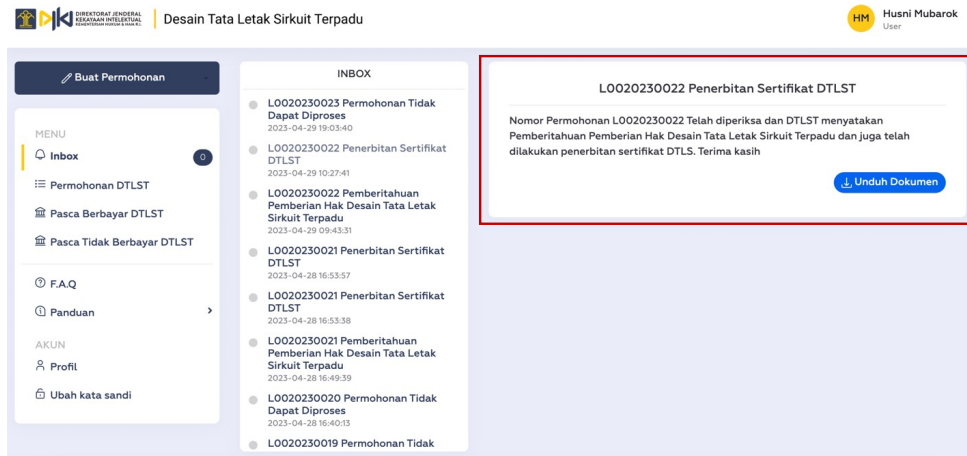 DIREKTORAT JENDERAL
KEKAYAAN INTELEKTUAL
KEMENTERIAN HUKUM & HAM R.I.
Desain Tata Letak Sirkuit Terpadu
HM
Husni Mubarok
User
Buat Permohonan
MENU
Inbox
0
Permohonan DTLST
Pasca Berbayar DTLST
Pasca Tidak Berbayar DTLST
F.A.Q
Panduan
AKUN
Profil
Ubah kata sandi
INBOX
L0020230023 Permohonan Tidak
Dapat Diproses
2023-04-29 19:03:40
L0020230022 Penerbitan Sertifikat
DTLST
2023-04-29 10:27:41
L0020230022 Pemberitahuan
Pemberian Hak Desain Tata Letak
Sirkuit Terpadu
2023-04-29 09:43:31
L0020230021 Penerbitan Sertifikat
DTLST
2023-04-28 16:53:57
L0020230021 Penerbitan Sertifikat
DTLST
2023-04-28 16:53:38
L0020230021 Pemberitahuan
Pemberian Hak Desain Tata Letak
Sirkuit Terpadu
2023-04-28 16:49:39
L0020230020 Permohonan Tidak
Dapat Diproses
2023-04-28 16:40:13
L0020230019 Permohonan Tidak
L0020230022 Penerbitan Sertifikat DTLST
Nomor Permohonan L0020230022 Telah diperiksa dan DTLST menyatakan
Pemberitahuan Pemberian Hak Desain Tata Letak Sirkuit Terpadu dan juga telah
dilakukan penerbitan sertifikat DTLS. Terima kasih
Unduh Dokumen